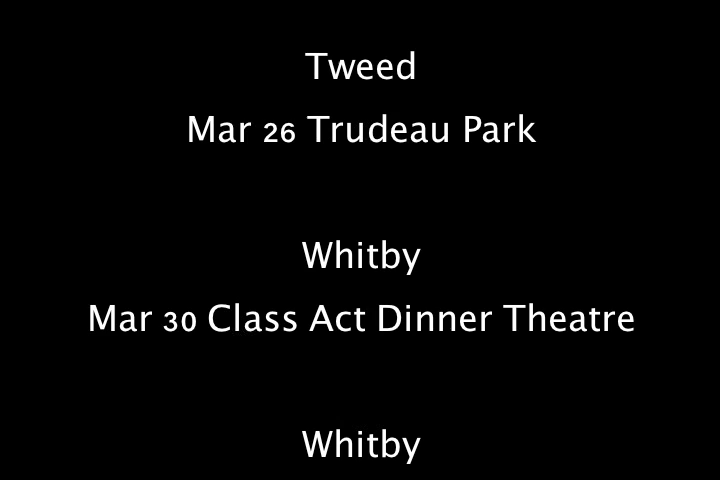 Tweed
Mar 26 Trudeau Park
Whitby
Mar 30 Class Act Dinner Theatre
Whitby